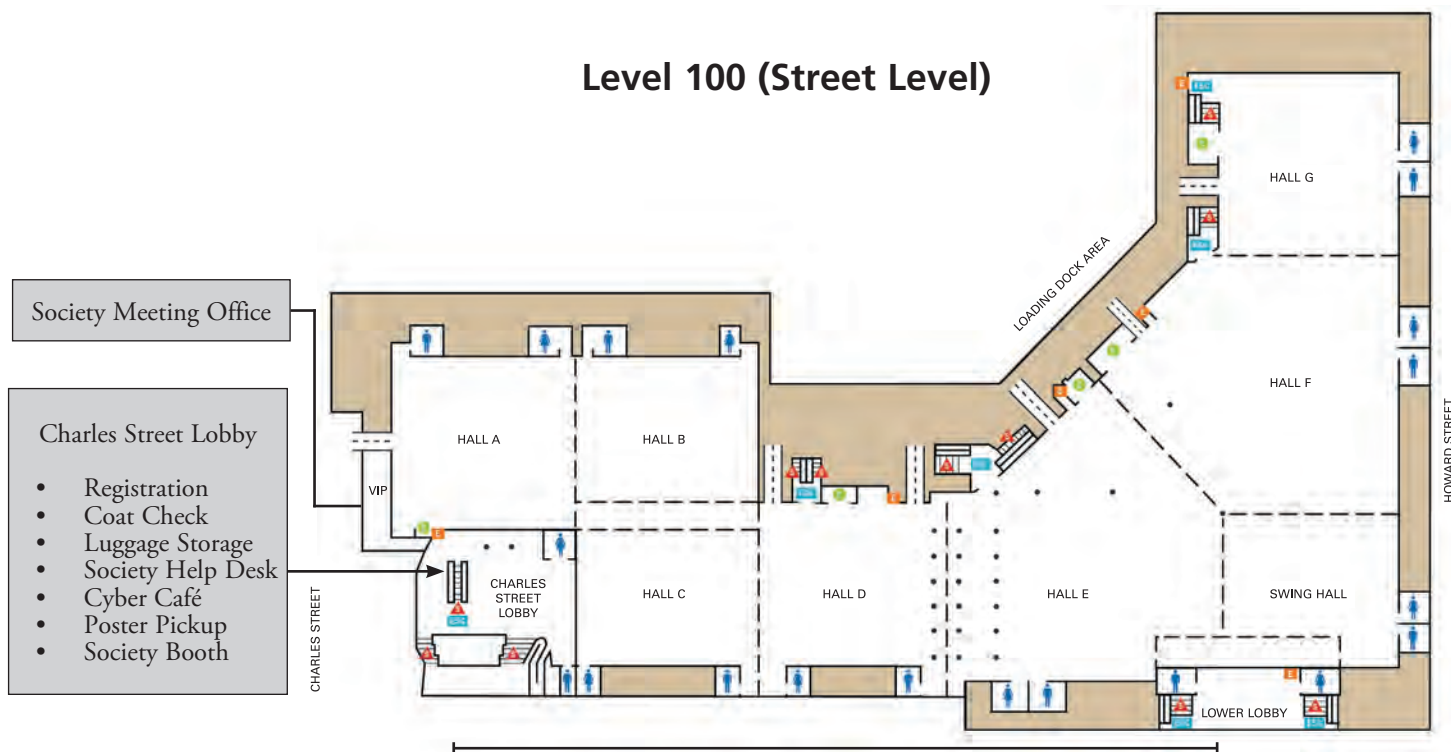 Level 100 (Street Level)
HALL G
LOADING DOCK AREA
Society Meeting Office
HALL F
HOWARD STREET
Charles Street Lobby
• Registration
• Coat Check
• Luggage Storage
• Society Help Desk
• Cyber Café
• Poster Pickup
• Society Booth
HALL A
HALL B
VIP
E
CHARLES
STREET
LOBBY
CHARLES STREET
HALL C
HALL D
HALL E
SWING HALL
E
LOWER LOBBY